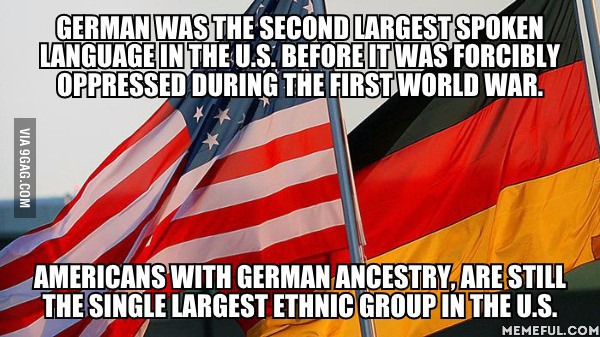 GERMAN WAS THE SECOND LARGEST SPOKEN
LANGUAGE IN THE U.S. BEFORE IT WAS FORCIBLY
OPPRESSED DURING THE FIRST WORLD WAR.
VIA 9GAG.COM
AMERICANS WITH GERMAN ANCESTRY, ARE STILL
THE SINGLE LARGEST ETHNIC GROUP IN THE U.S.
MEMEFUL.COM